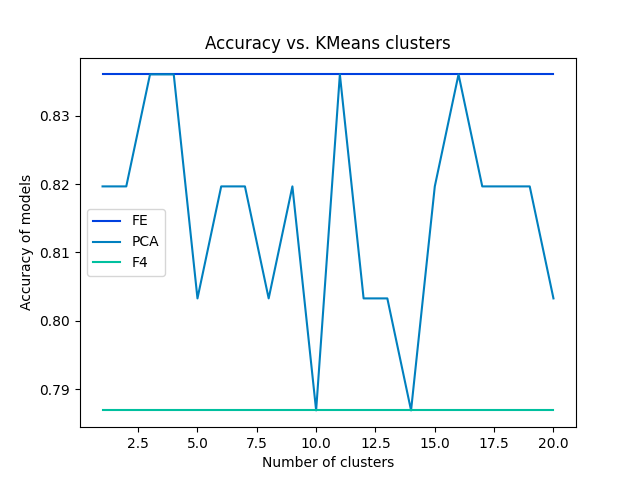 Accuracy vs. KMeans clusters
Accuracy of models
0.83
0.82
0.81
0.80
0.79
FE
PCA
F4
2.5 5.0 7.5 10.0 12.5 15.0 17.5 20.0
Number of clusters